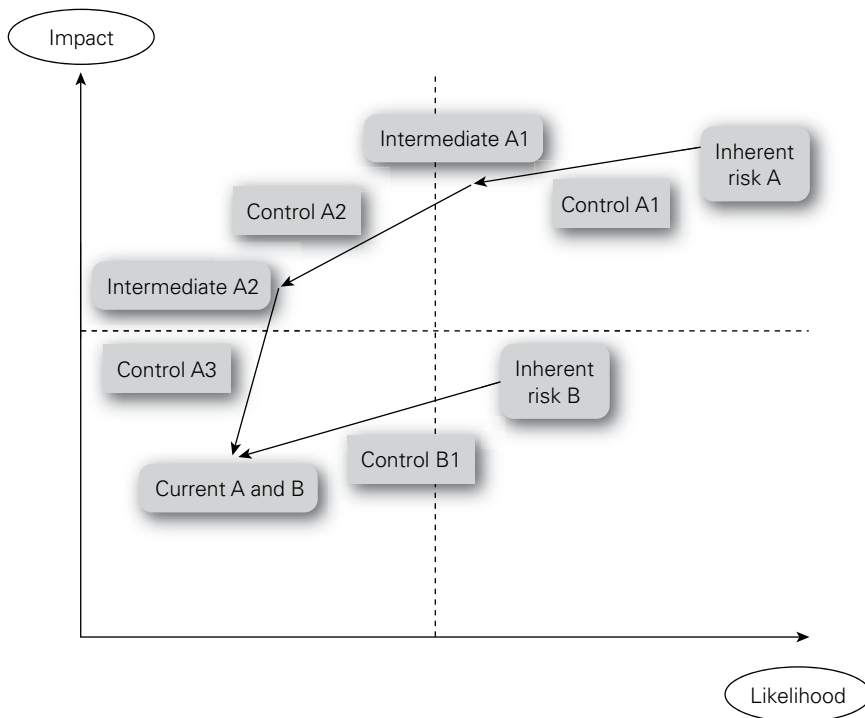 Impact
Intermediate A1
Inherent
risk A
Control A2
Control A1
Intermediate A2
Control A3
Inherent
risk B
Control B1
Current A and B
Likelihood